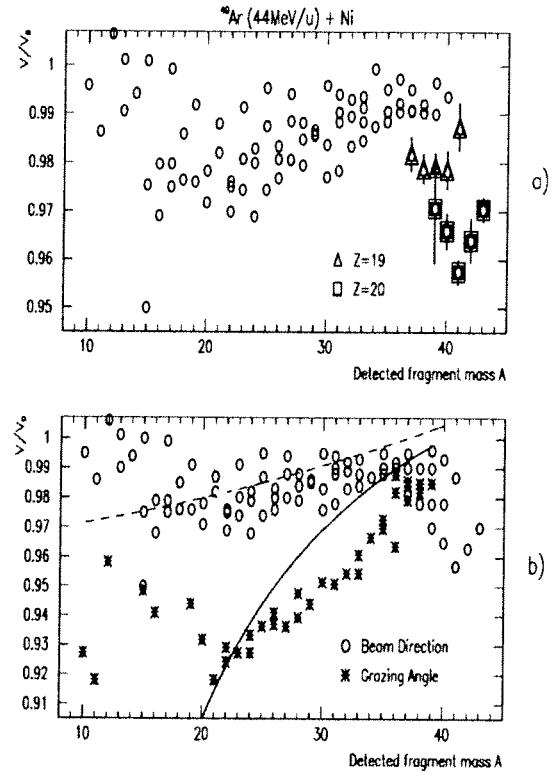 ⁴⁰Ar (44MeV/u) + Ni
v/v₀
1
0.99
0.98
0.97
0.96
0.95
a)
△ Z=19
□ Z=20
10 20 30 40
Detected fragment mass A
v/v₀
1
0.99
0.98
0.97
0.96
0.95
0.94
0.93
0.92
0.91
b)
O Beam Direction
✱ Grazing Angle
10 20 30 40
Detected fragment mass A